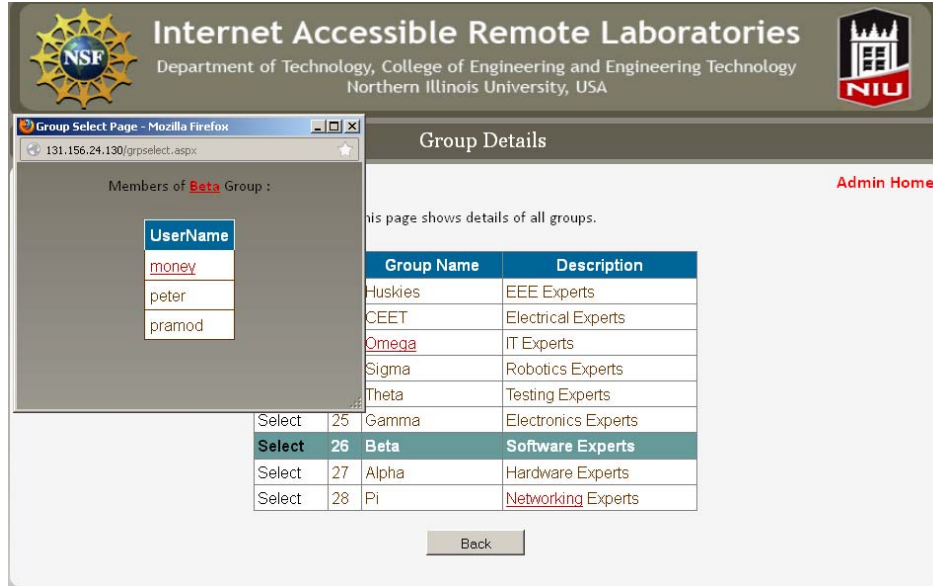 NSF
Internet Accessible Remote Laboratories
Department of Technology, College of Engineering and Engineering Technology
Northern Illinois University, USA
NIU
Group Select Page - Mozilla Firefox
131.156.24.130/grpselect.aspx
Members of Beta Group :
UserName
money
peter
pramod
Group Details
Admin Home
his page shows details of all groups.
Group Name Description
Huskies EEE Experts
CEET Electrical Experts
Omega IT Experts
Sigma Robotics Experts
Theta Testing Experts
Select 25 Gamma Electronics Experts
Select 26 Beta Software Experts
Select 27 Alpha Hardware Experts
Select 28 Pi Networking Experts
Back